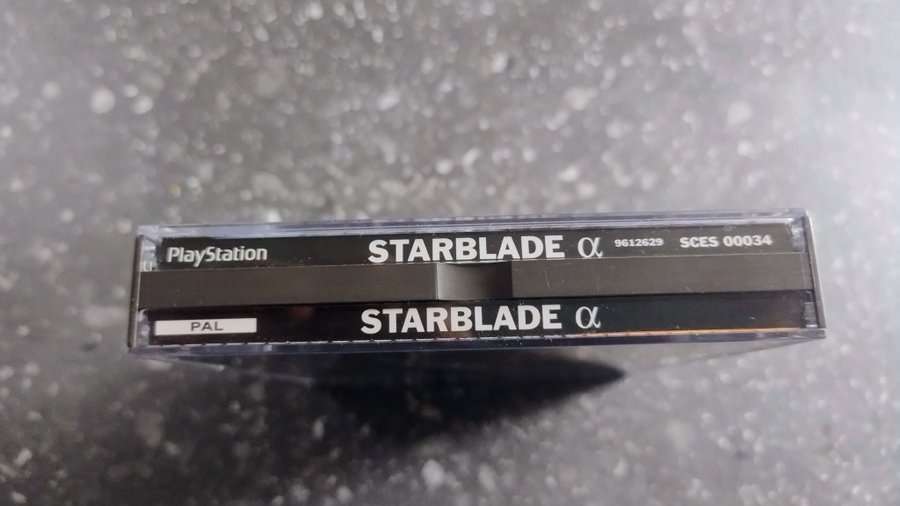 PlayStation STARBLADE α 9612629 SCES 00034
PAL STARBLADE α